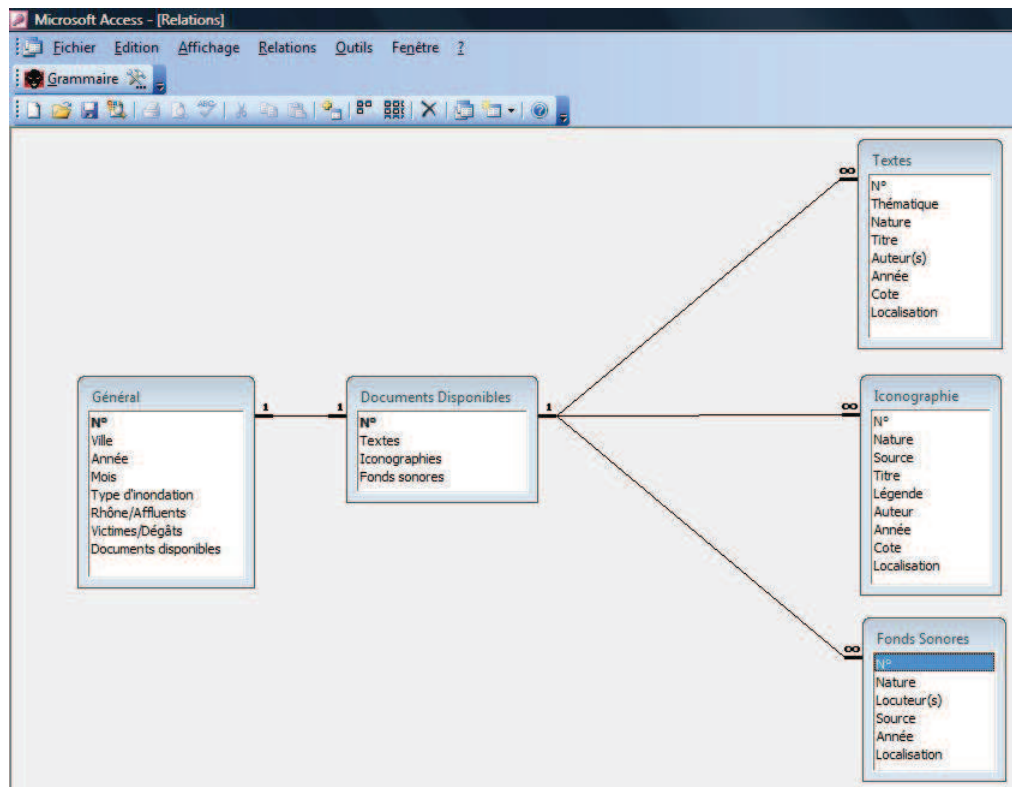 Microsoft Access - [Relations]
Fichier Edition Affichage Relations Outils Fenêtre ?
Grammaire
Textes
N°
Thématique
Nature
Titre
Auteur(s)
Année
Cote
Localisation
Général
N°
Ville
Année
Mois
Type d'inondation
Rhône/Affluents
Victimes/Dégâts
Documents disponibles
1
1
Documents Disponibles
N°
Textes
Iconographies
Fonds sonores
1
∞
∞
∞
Iconographie
N°
Nature
Source
Titre
Légende
Auteur
Année
Cote
Localisation
Fonds Sonores
N°
Nature
Locuteur(s)
Source
Année
Localisation